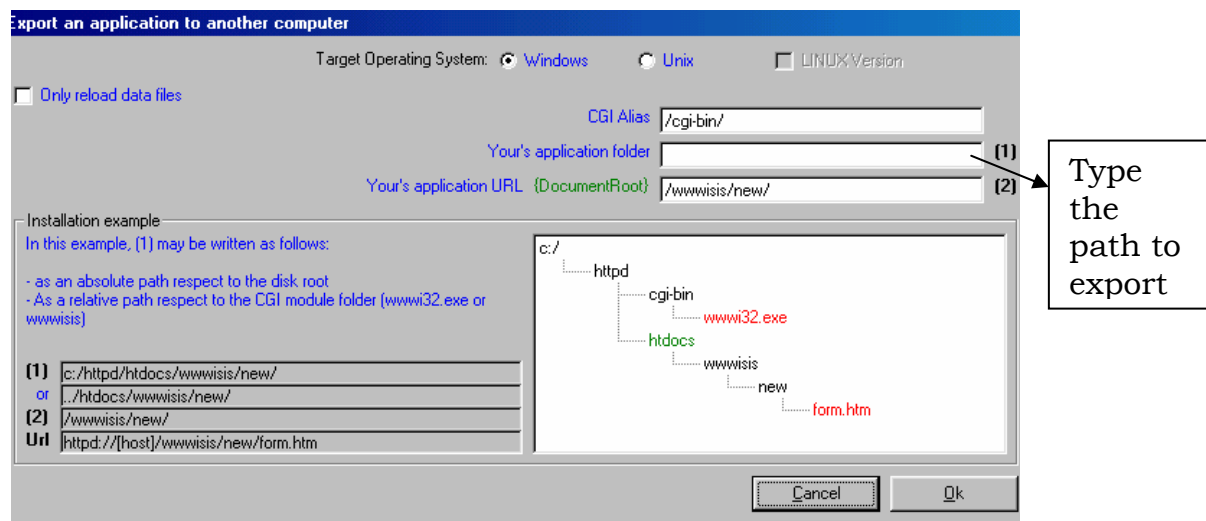 Export an application to another computer
Target Operating System: Windows Unix LINUX Version
Only reload data files
CGI Alias /cgi-bin/
Your's application folder (1)
Your's application URL {DocumentRoot} /wwwisis/new/ (2)
Type
the
path to
export
Installation example
In this example, (1) may be written as follows:
- as an absolute path respect to the disk root
- As a relative path respect to the CGI module folder (wwwi32.exe or
wwwisis)
(1) c:/httpd/htdocs/wwwisis/new/
or ../htdocs/wwwisis/new/
(2) /wwwisis/new/
Url httpd://[host]/wwwisis/new/form.htm
c:/
httpd
cgi-bin
wwwi32.exe
htdocs
wwwisis
new
form.htm
Cancel Ok